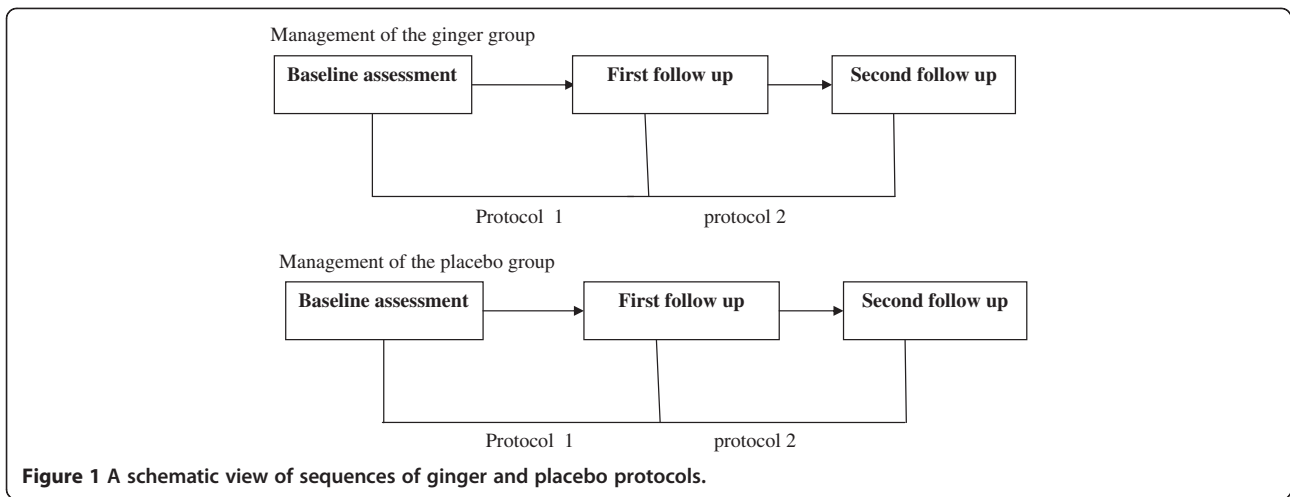 Management of the ginger group
Baseline assessment First follow up Second follow up
Protocol 1 protocol 2
Management of the placebo group
Baseline assessment First follow up Second follow up
Protocol 1 protocol 2
Figure 1 A schematic view of sequences of ginger and placebo protocols.